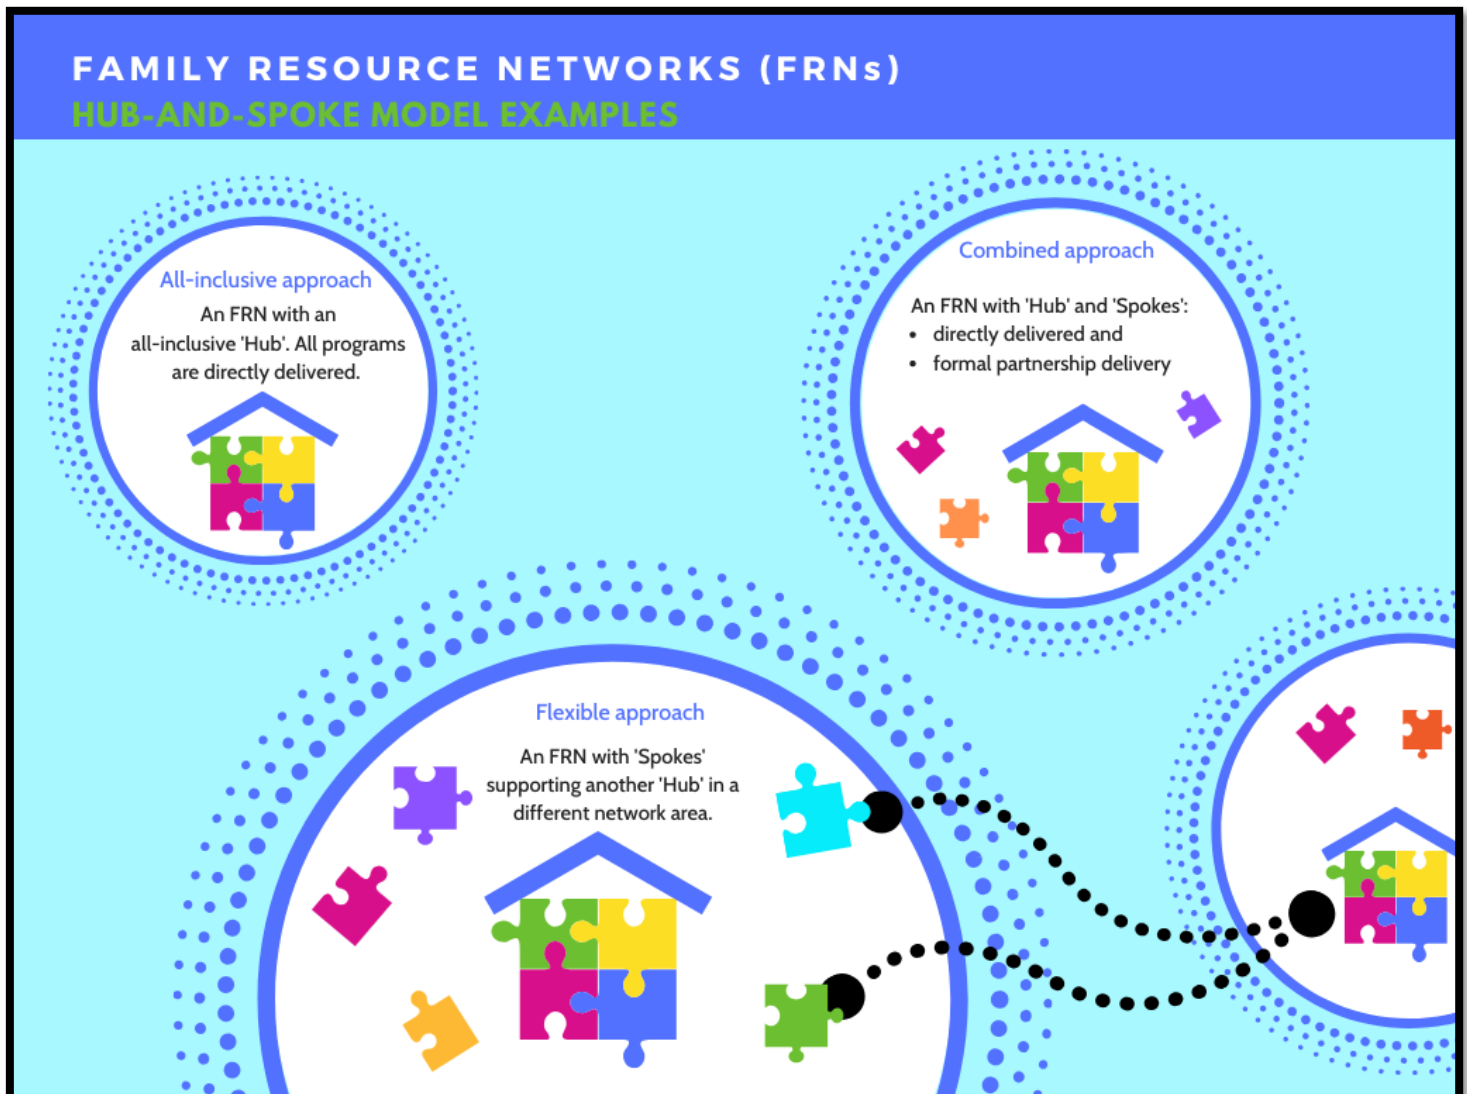 FAMILY RESOURCE NETWORKS (FRNs)
HUB-AND-SPOKE MODEL EXAMPLES
All-inclusive approach
An FRN with an
all-inclusive 'Hub'. All programs
are directly delivered.
Combined approach
An FRN with 'Hub' and 'Spokes':
• directly delivered and
• formal partnership delivery
Flexible approach
An FRN with 'Spokes'
supporting another 'Hub' in a
different network area.